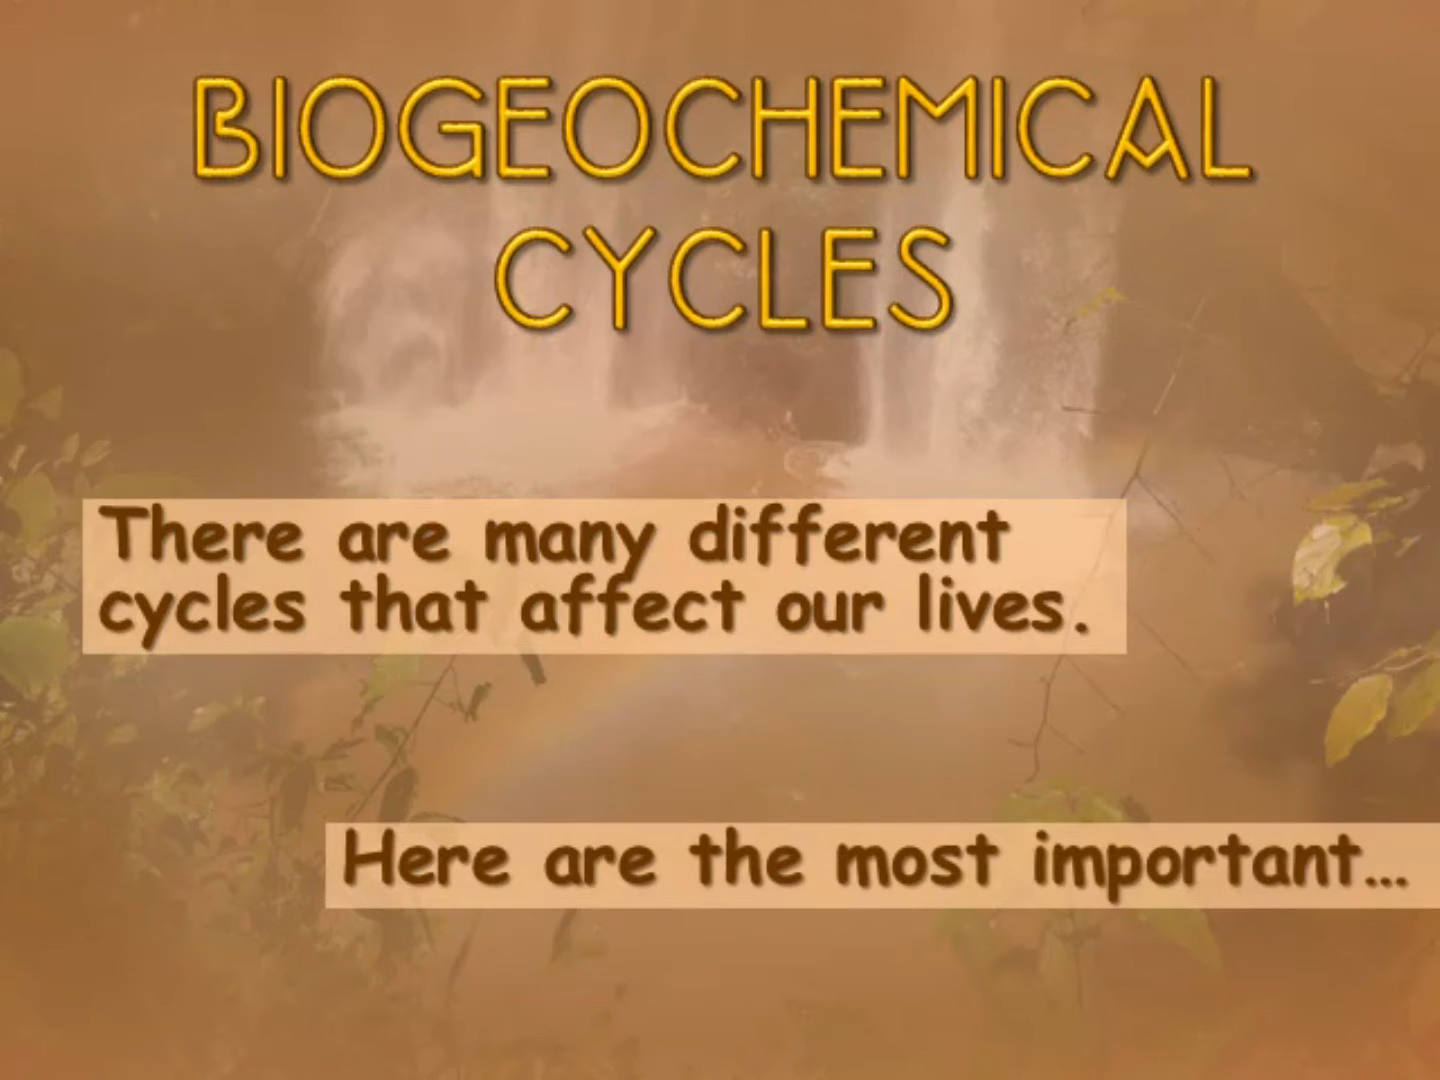 BIOGEOCHEMICAL
CYCLES
There are many different
cycles that affect our lives.
Here are the most important...